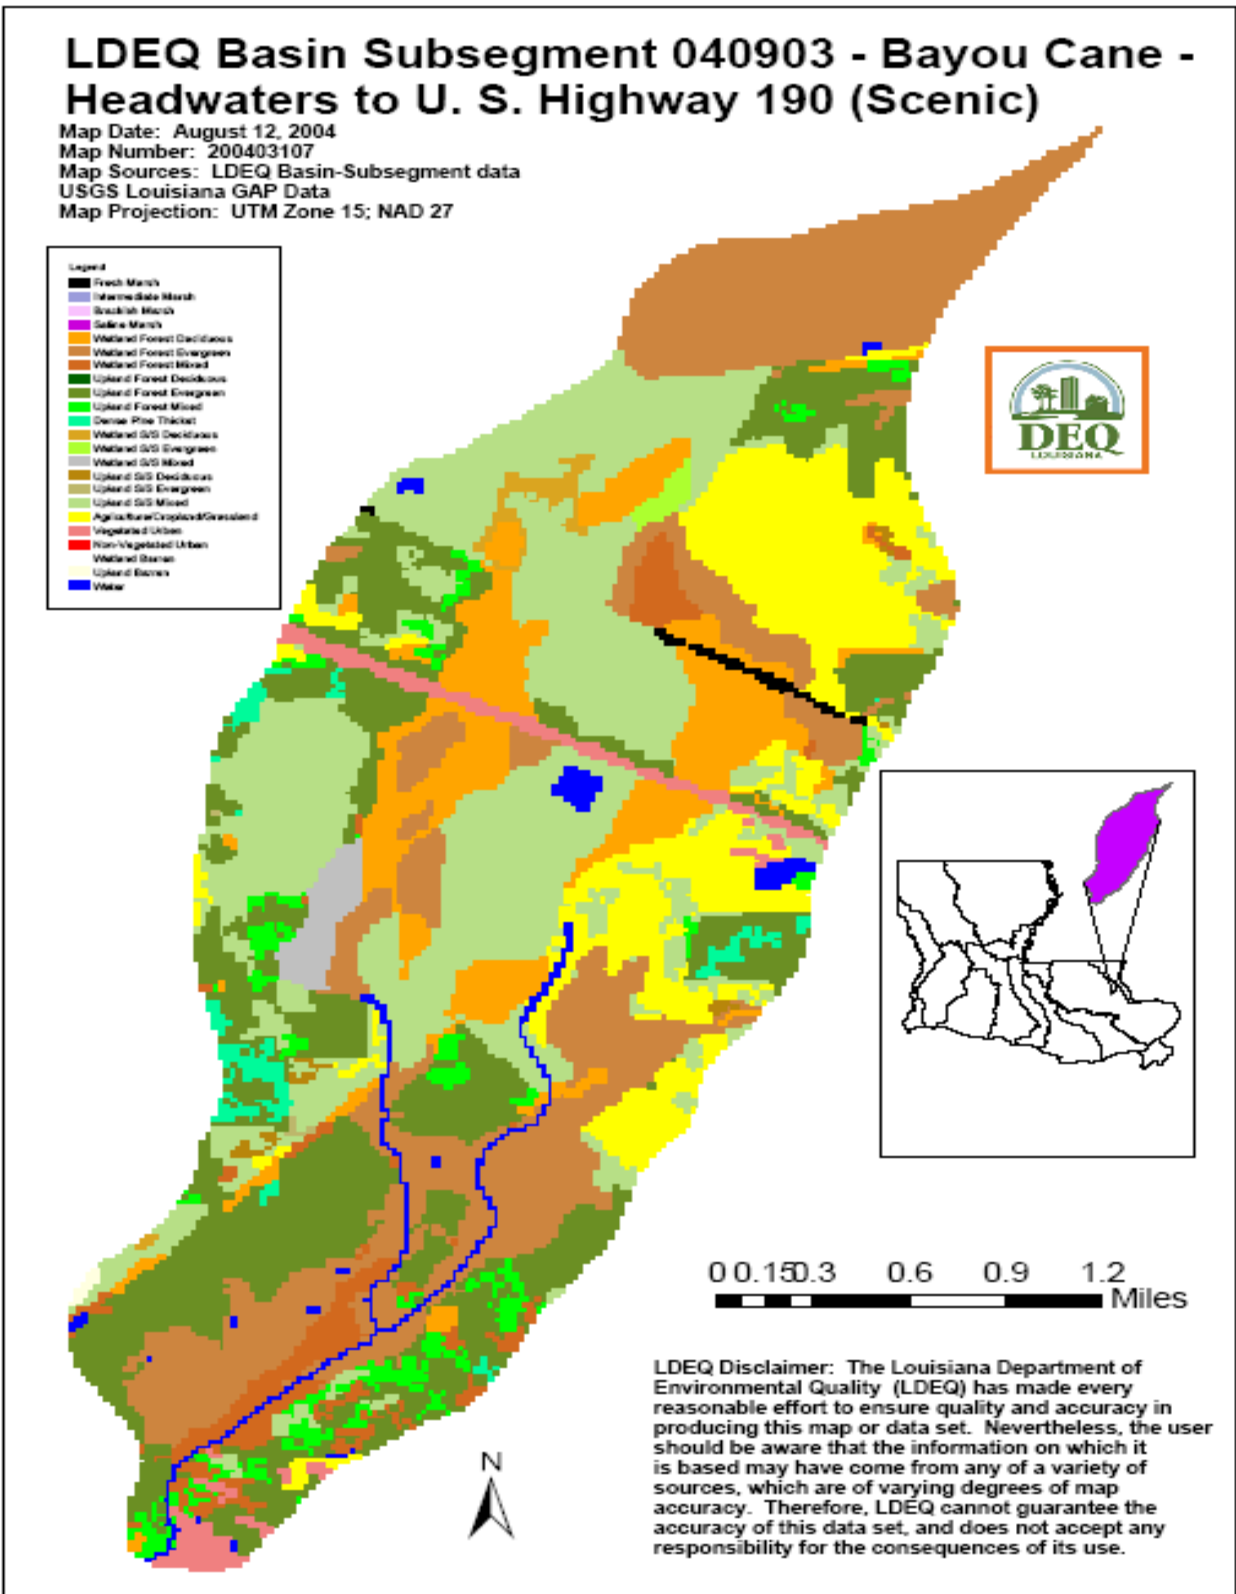 LDEQ Basin Subsegment 040903 - Bayou Cane -
Headwaters to U. S. Highway 190 (Scenic)
Map Date: August 12, 2004
Map Number: 200403107
Map Sources: LDEQ Basin-Subsegment data
USGS Louisiana GAP Data
Map Projection: UTM Zone 15; NAD 27
Legend
Fresh Marsh
Intermediate Marsh
Brackish Marsh
Saline Marsh
Wetland Forest Deciduous
Wetland Forest Evergreen
Wetland Forest Mixed
Upland Forest Deciduous
Upland Forest Evergreen
Upland Forest Mixed
Dense Pine Thicket
Wetland S/S Deciduous
Wetland S/S Evergreen
Wetland S/S Mixed
Upland S/S Deciduous
Upland S/S Evergreen
Upland S/S Mixed
Agriculture/Cropland/Grassland
Vegetated Urban
Non-Vegetated Urban
Wetland Barren
Upland Barren
Water
DEQ
LOUISIANA
0 0.15 0.3 0.6 0.9 1.2
Miles
LDEQ Disclaimer: The Louisiana Department of
Environmental Quality (LDEQ) has made every
reasonable effort to ensure quality and accuracy in
producing this map or data set. Nevertheless, the user
should be aware that the information on which it
is based may have come from any of a variety of
sources, which are of varying degrees of map
accuracy. Therefore, LDEQ cannot guarantee the
accuracy of this data set, and does not accept any
responsibility for the consequences of its use.
N